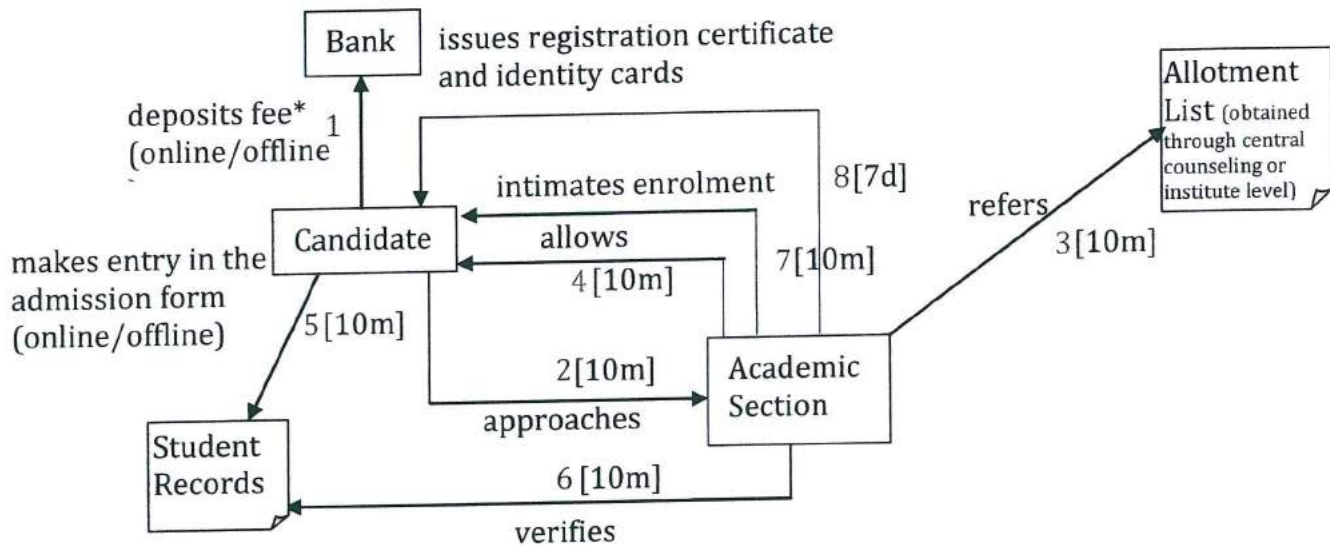 Bank
issues registration certificate
and identity cards
Allotment
List (obtained
through central
counseling or
institute level)
deposits fee*
(online/offline
1
8[7d]
intimates enrolment
refers
Candidate
allows
3[10m]
7[10m]
4[10m]
makes entry in the
admission form
(online/offline)
5[10m]
2[10m]
Academic
Section
approaches
Student
Records
6[10m]
verifies